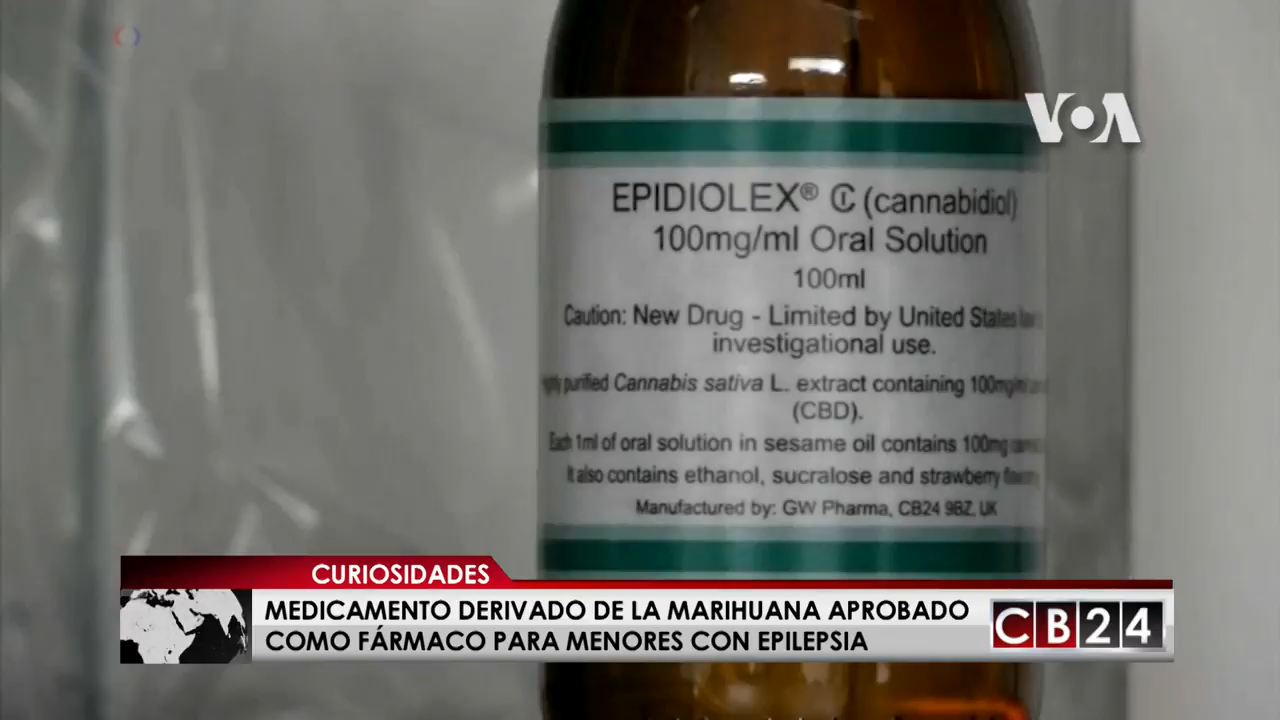 VOA
EPIDIOLEX® CI (cannabidiol)
100mg/ml Oral Solution
100ml
Caution: New Drug - Limited by United States
investigational use.
purified Cannabis sativa L. extract containing 100mg/ml
(CBD).
Each 1ml of oral solution in sesame oil contains 100mg
It also contains ethanol, sucralose and strawberry
Manufactured by: GW Pharma, CB24 9BZ, UK
CURIOSIDADES
MEDICAMENTO DERIVADO DE LA MARIHUANA APROBADO
COMO FÁRMACO PARA MENORES CON EPILEPSIA
CB24